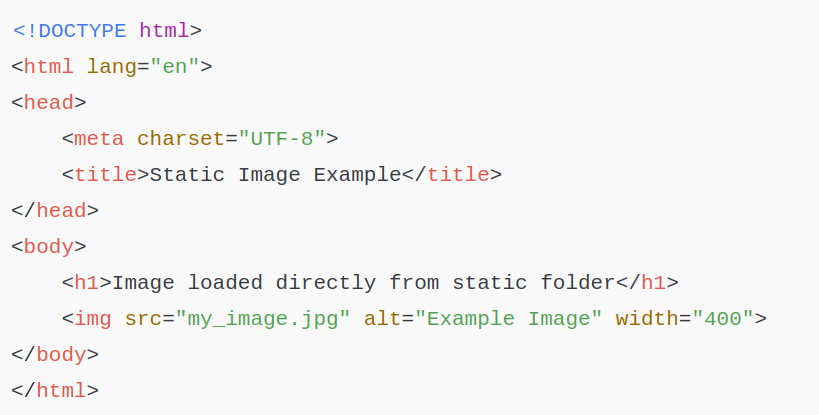 <!DOCTYPE html>
<html lang="en">
<head>
    <meta charset="UTF-8">
    <title>Static Image Example</title>
</head>
<body>
    <h1>Image loaded directly from static folder</h1>
    <img src="my_image.jpg" alt="Example Image" width="400">
</body>
</html>